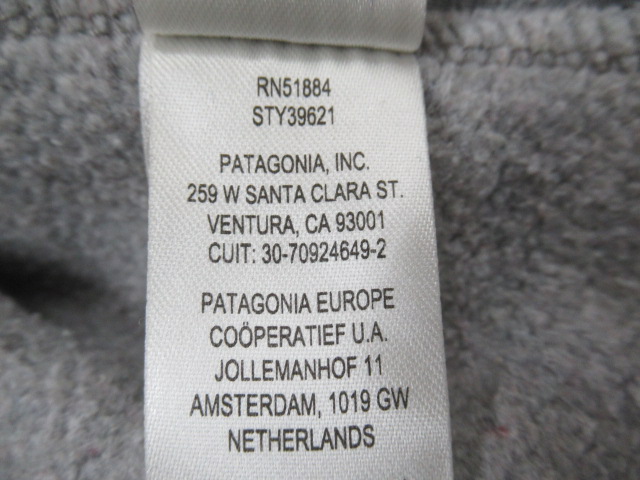 RN51884
STY39621
PATAGONIA, INC.
259 W SANTA CLARA ST.
VENTURA, CA 93001
CUIT: 30-70924649-2
PATAGONIA EUROPE
COÖPERATIEF U.A.
JOLLEMANHOF 11
AMSTERDAM, 1019 GW
NETHERLANDS